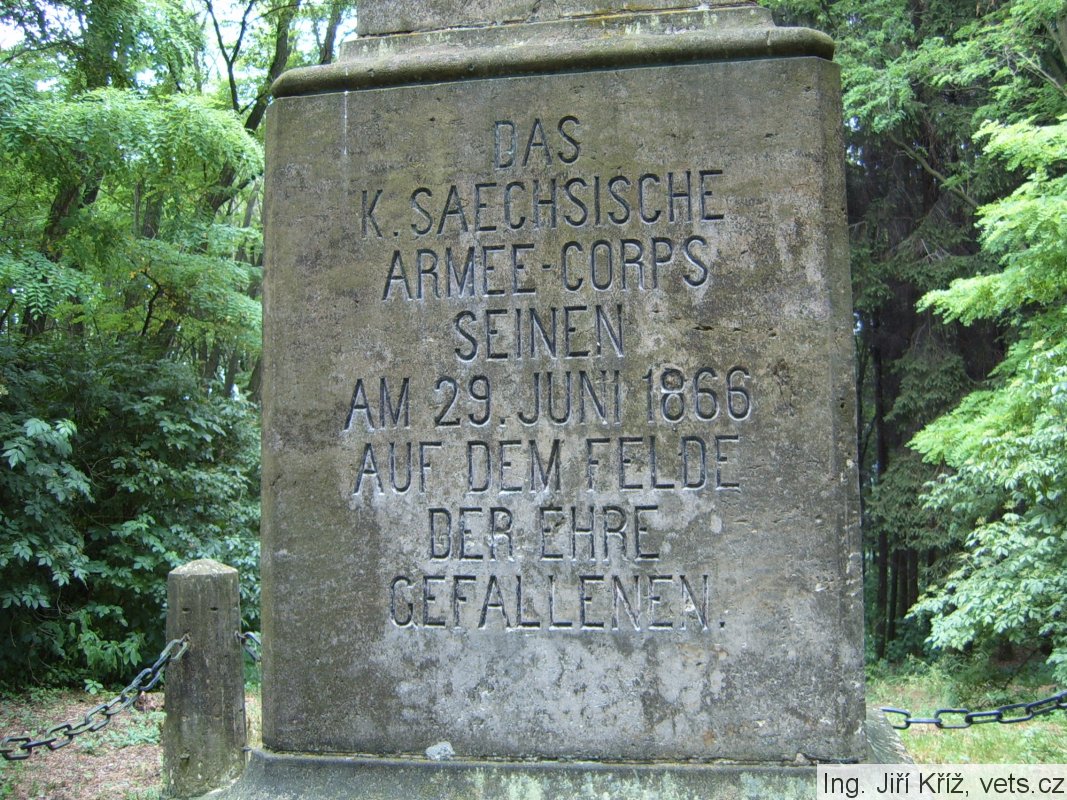 DAS
K. SAECHSISCHE
ARMEE-CORPS
SEINEN
AM 29. JUNI 1866
AUF DEM FELDE
DER EHRE
GEFALLENEN.
Ing. Jiří Kříž, vets.cz